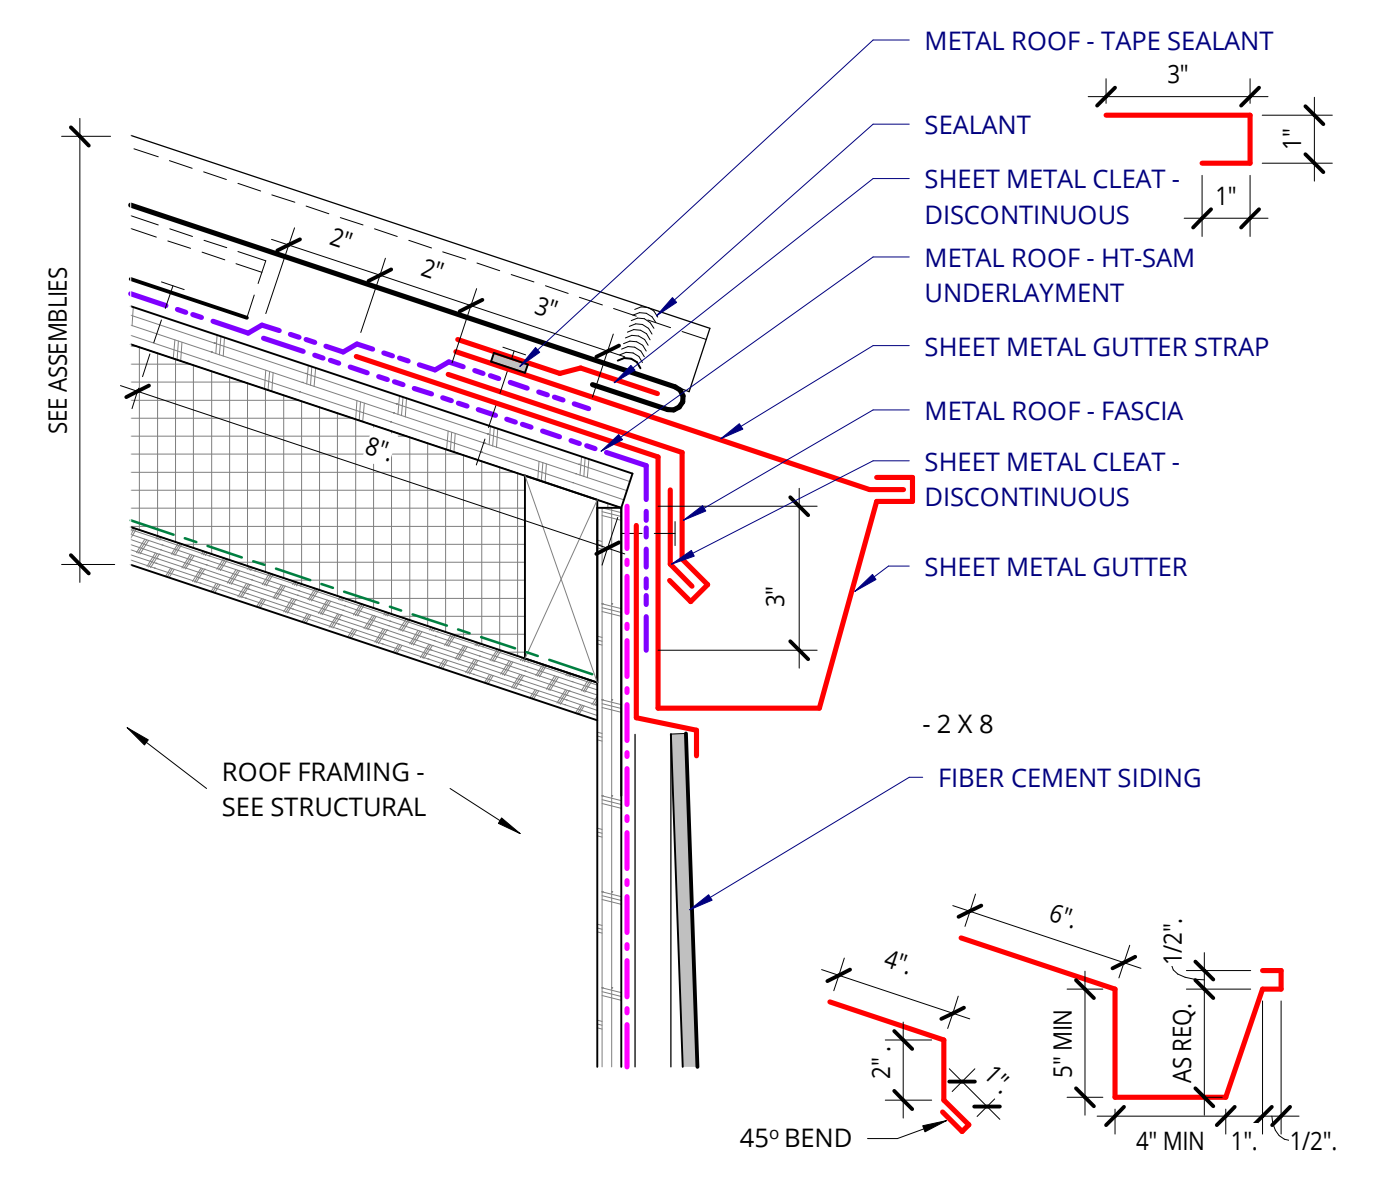 METAL ROOF - TAPE SEALANT
3"
SEALANT
1"
SHEET METAL CLEAT -
DISCONTINUOUS
1"
METAL ROOF - HT-SAM
UNDERLAYMENT
2"
2"
3"
SEE ASSEMBLIES
SHEET METAL GUTTER STRAP
METAL ROOF - FASCIA
8".
SHEET METAL CLEAT -
DISCONTINUOUS
SHEET METAL GUTTER
3"
- 2 X 8
ROOF FRAMING -
SEE STRUCTURAL
FIBER CEMENT SIDING
6".
1/2".
4".
5" MIN
AS REQ.
2" .
1".
45º BEND
4" MIN
1".
1/2".